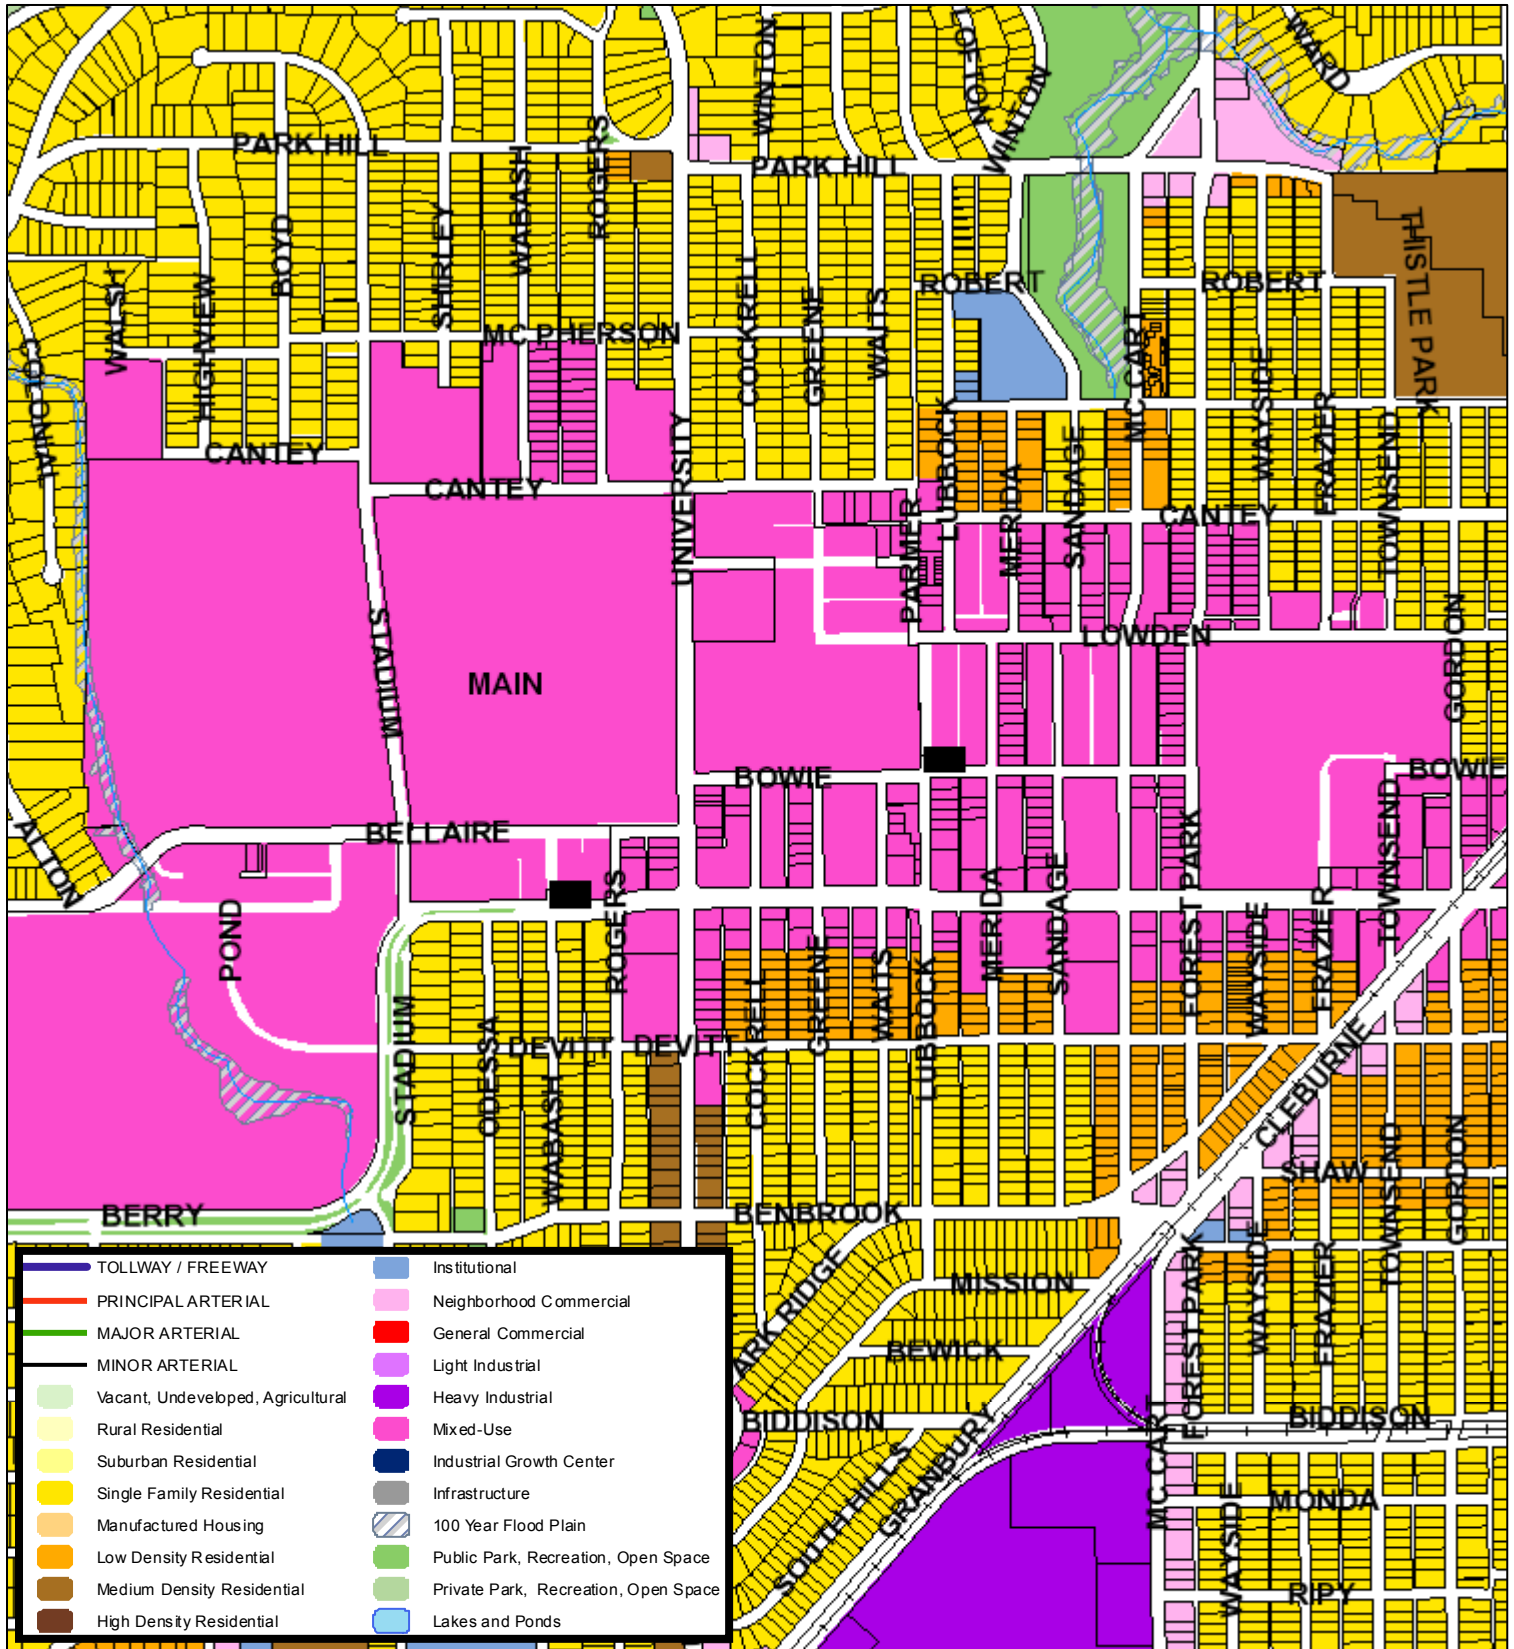 WINTON
LOFTON
WINTON
WARD
PARK HILL
PARK HILL
BOYD
SHIRLEY
WABASH
ROGERS
WALSH
HIGHVIEW
MC PHERSON
COCKRELL
GREENE
WAITS
ROBERT
ROBERT
THISTLE PARK
COLONIAL
MC CART
WAYSIDE
FRAZIER
TOWNSEND
CANTEY
CANTEY
UNIVERSITY
PARMER
LUBBOCK
MERIDA
SANDAGE
CANTEY
STADIUM
MAIN
LOWDEN
GORDON
BOWIE
BOWIE
ALTON
BELLAIRE
POND
ROGERS
MERIDA
SANDAGE
FOREST PARK
WAYSIDE
FRAZIER
TOWNSEND
STADIUM
ODESSA
DEVITT
DEVITT
WABASH
COCKRELL
GREENE
WAITS
LUBBOCK
CLEBURNE
SHAW
TOWNSEND
GORDON
BERRY
BENBROOK
MISSION
BEWICK
ARK RIDGE
BIDDISON
BIDDISON
FOREST PARK
WAYSIDE
FRAZIER
SOUTH HILLS
GRANBURY
MC CART
WAYSIDE
MONDA
RIPY
TOLLWAY / FREEWAY
PRINCIPAL ARTERIAL
MAJOR ARTERIAL
MINOR ARTERIAL
Vacant, Undeveloped, Agricultural
Rural Residential
Suburban Residential
Single Family Residential
Manufactured Housing
Low Density Residential
Medium Density Residential
High Density Residential
Institutional
Neighborhood Commercial
General Commercial
Light Industrial
Heavy Industrial
Mixed-Use
Industrial Growth Center
Infrastructure
100 Year Flood Plain
Public Park, Recreation, Open Space
Private Park, Recreation, Open Space
Lakes and Ponds